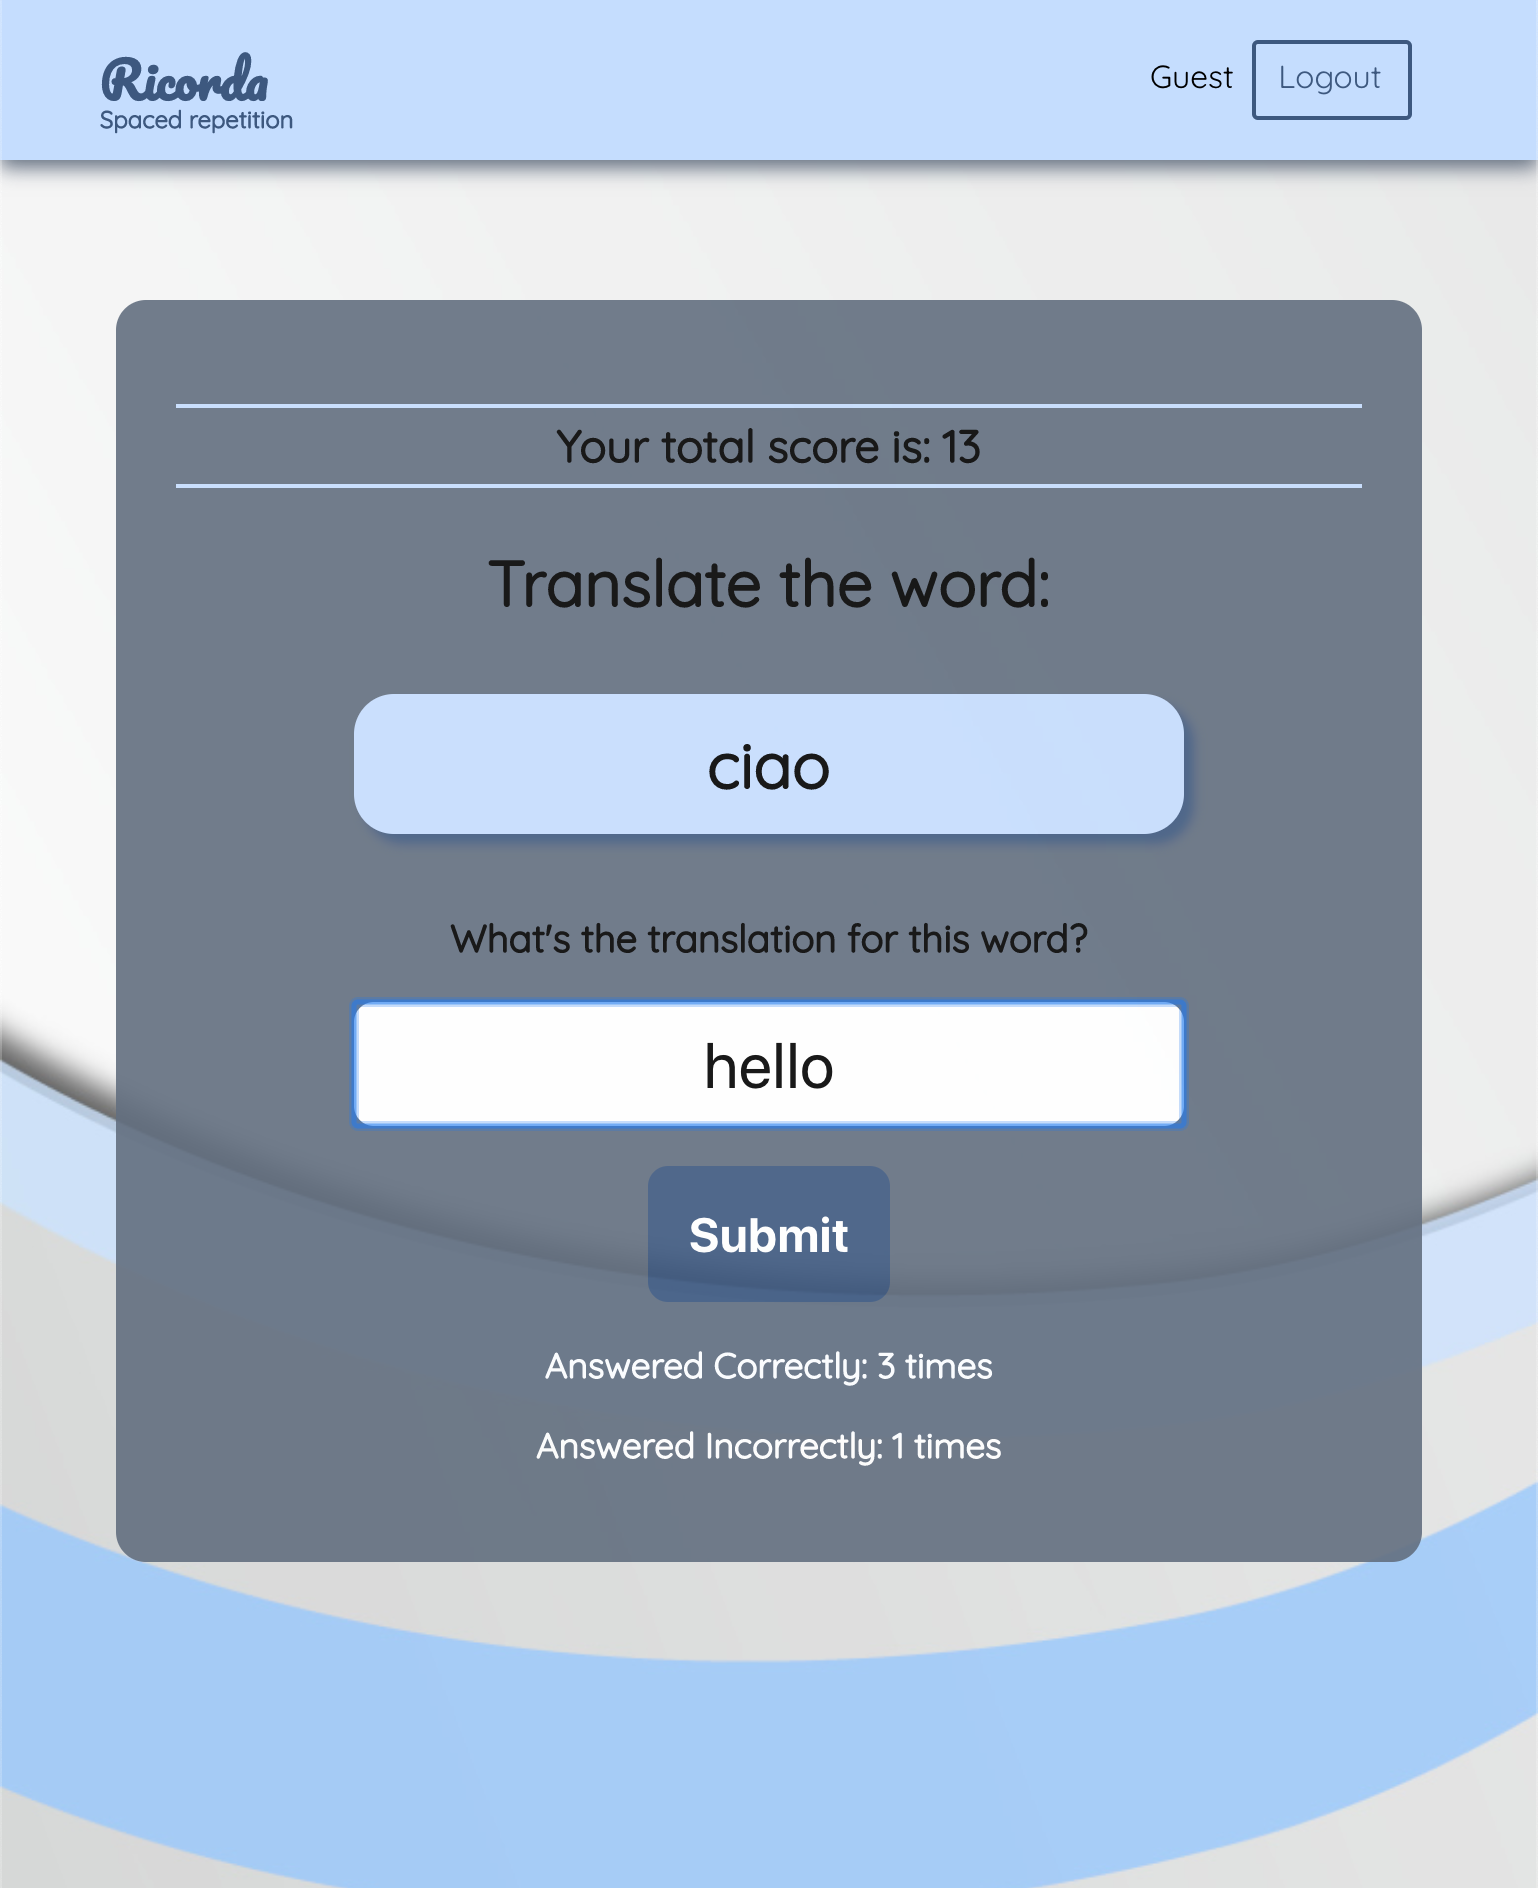 Ricorda
Spaced repetition
Guest
Logout
Your total score is: 13
Translate the word:
ciao
What's the translation for this word?
hello
Submit
Answered Correctly: 3 times
Answered Incorrectly: 1 times